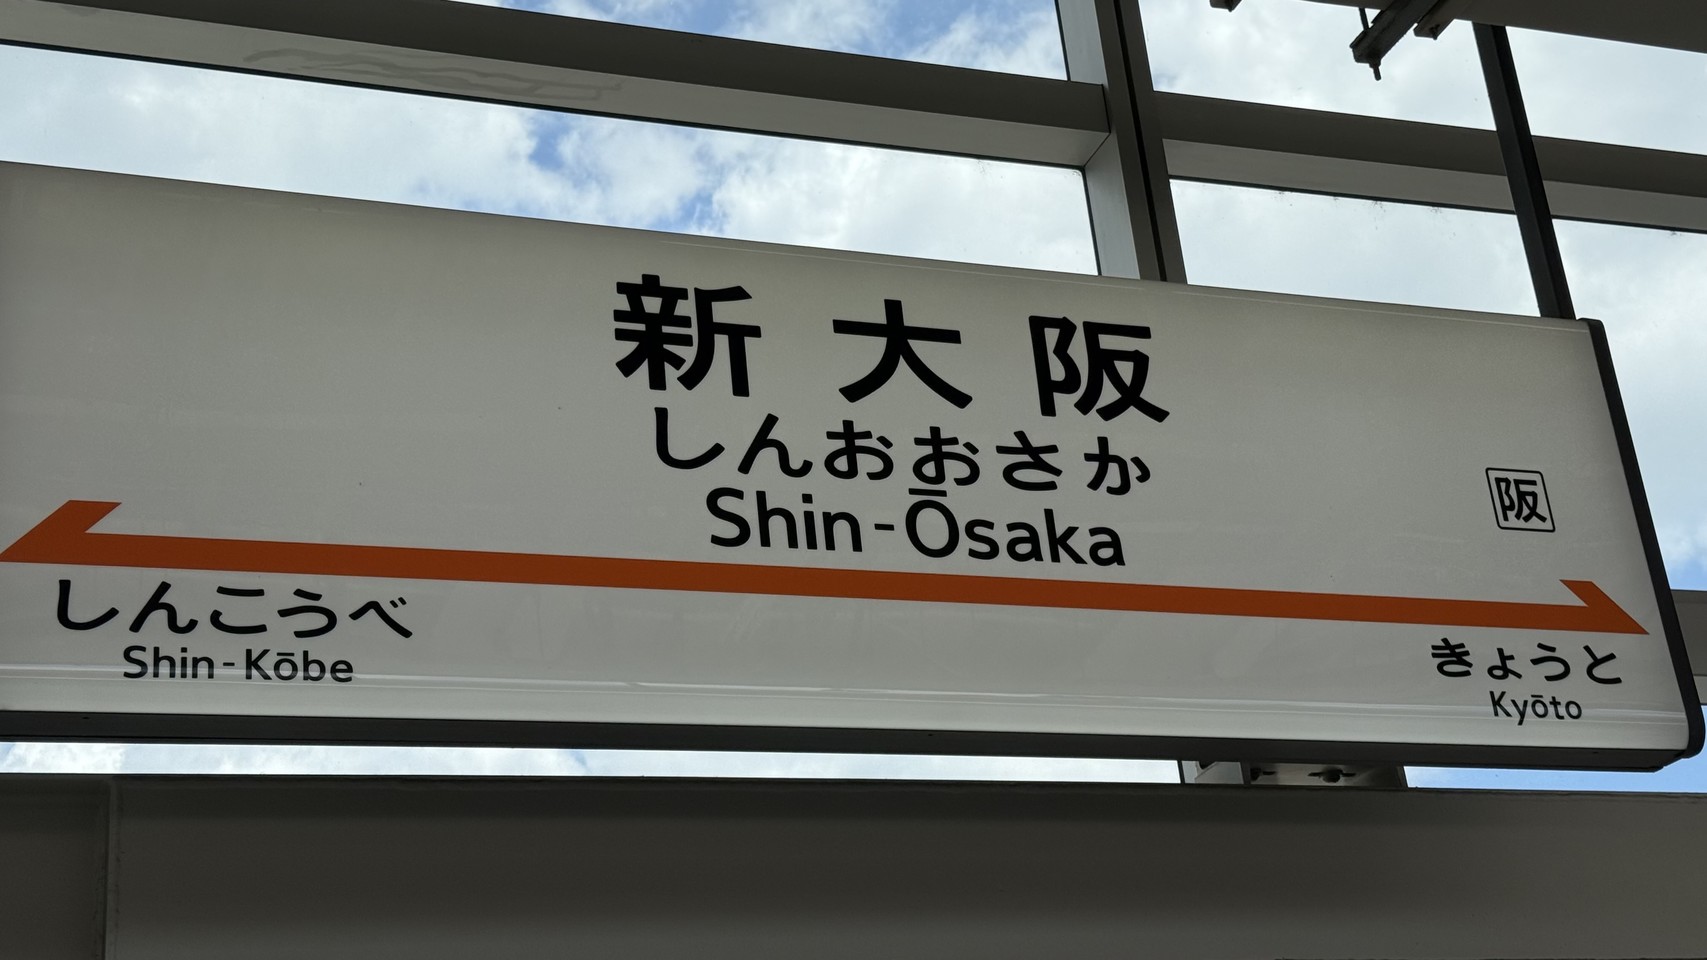 新大阪
しんおおさか
Shin-Ōsaka
阪
しんこうべ
Shin-Kōbe
きょうと
Kyōto